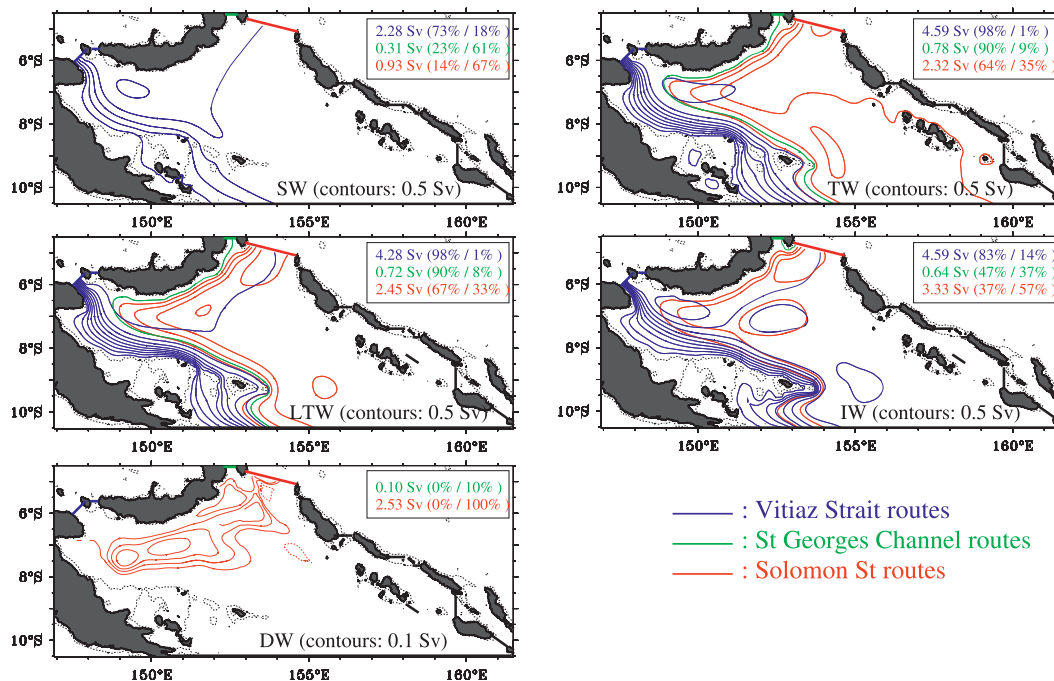 2.28 Sv (73% / 18% )
0.31 Sv (23% / 61% )
0.93 Sv (14% / 67% )
6°S
8°S
10°S
SW (contours: 0.5 Sv)
150°E
155°E
160°E
4.59 Sv (98% / 1% )
0.78 Sv (90% / 9% )
2.32 Sv (64% / 35% )
6°S
8°S
10°S
TW (contours: 0.5 Sv)
150°E
155°E
160°E
4.28 Sv (98% / 1% )
0.72 Sv (90% / 8% )
2.45 Sv (67% / 33% )
6°S
8°S
10°S
LTW (contours: 0.5 Sv)
150°E
155°E
160°E
4.59 Sv (83% / 14% )
0.64 Sv (47% / 37% )
3.33 Sv (37% / 57% )
6°S
8°S
10°S
IW (contours: 0.5 Sv)
150°E
155°E
160°E
0.10 Sv (0% / 10% )
2.53 Sv (0% / 100% )
6°S
8°S
10°S
DW (contours: 0.1 Sv)
150°E
155°E
160°E
: Vitiaz Strait routes
: St Georges Channel routes
: Solomon St routes